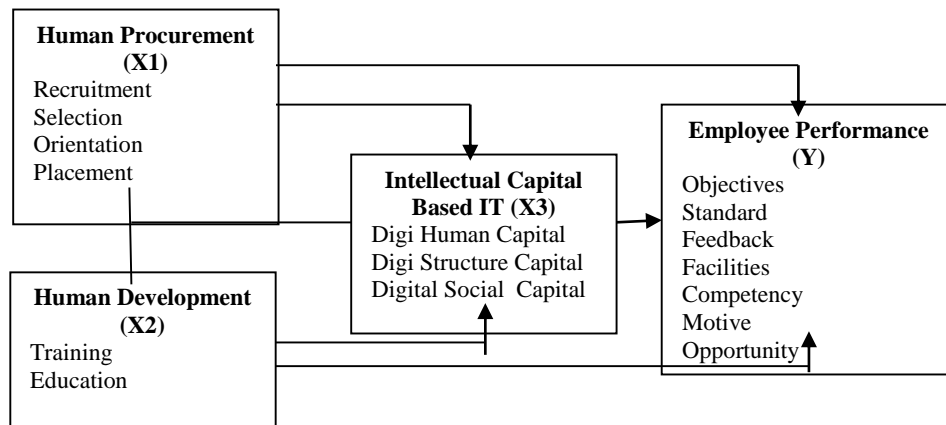 Human Procurement
(X1)
Recruitment
Selection
Orientation
Placement
Human Development
(X2)
Training
Education
Intellectual Capital
Based IT (X3)
Digi Human Capital
Digi Structure Capital
Digital Social Capital
Employee Performance
(Y)
Objectives
Standard
Feedback
Facilities
Competency
Motive
Opportunity